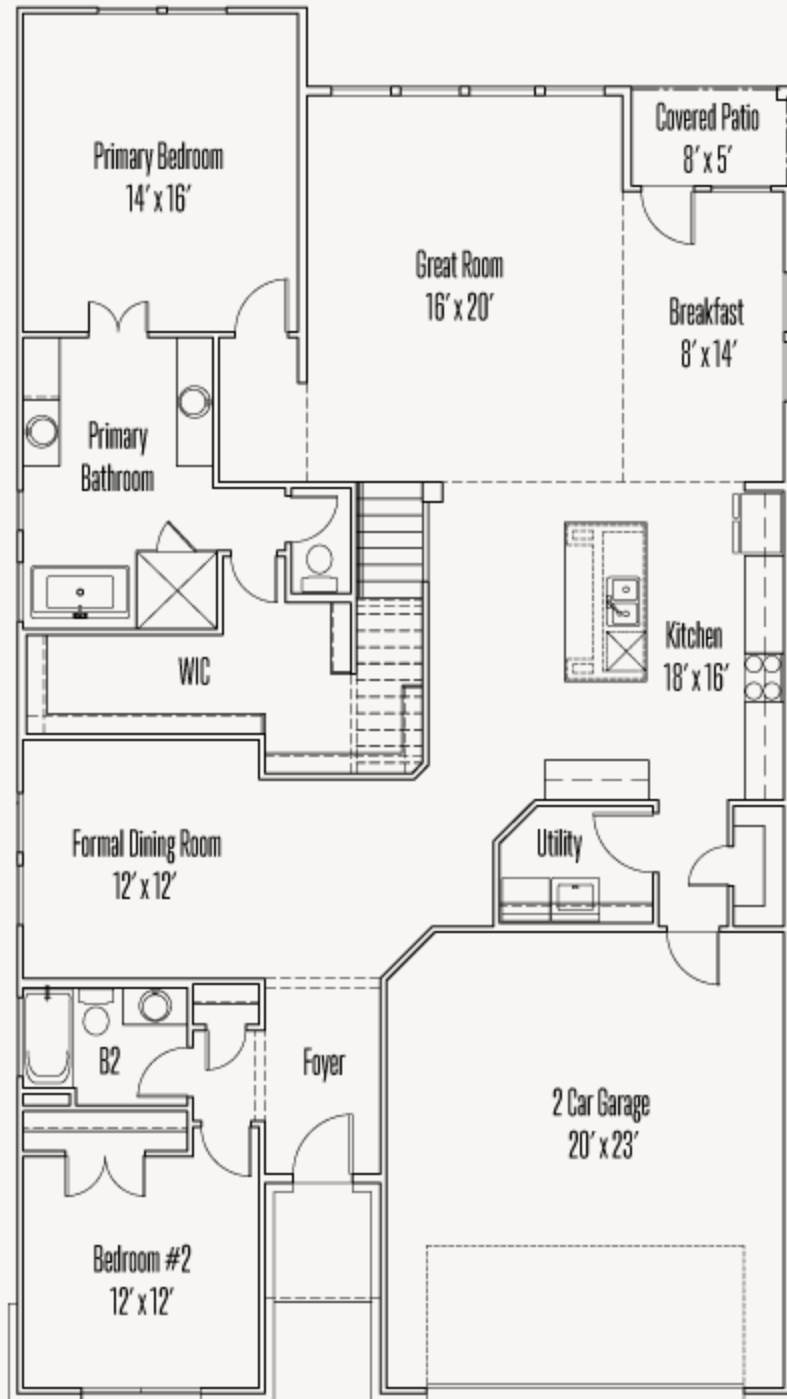 Primary Bedroom
14' x 16'
Covered Patio
8' x 5'
Great Room
16' x 20'
Breakfast
8' x 14'
Primary
Bathroom
Kitchen
18' x 16'
WIC
Formal Dining Room
12' x 12'
Utility
B2
Foyer
2 Car Garage
20' x 23'
Bedroom #2
12' x 12'